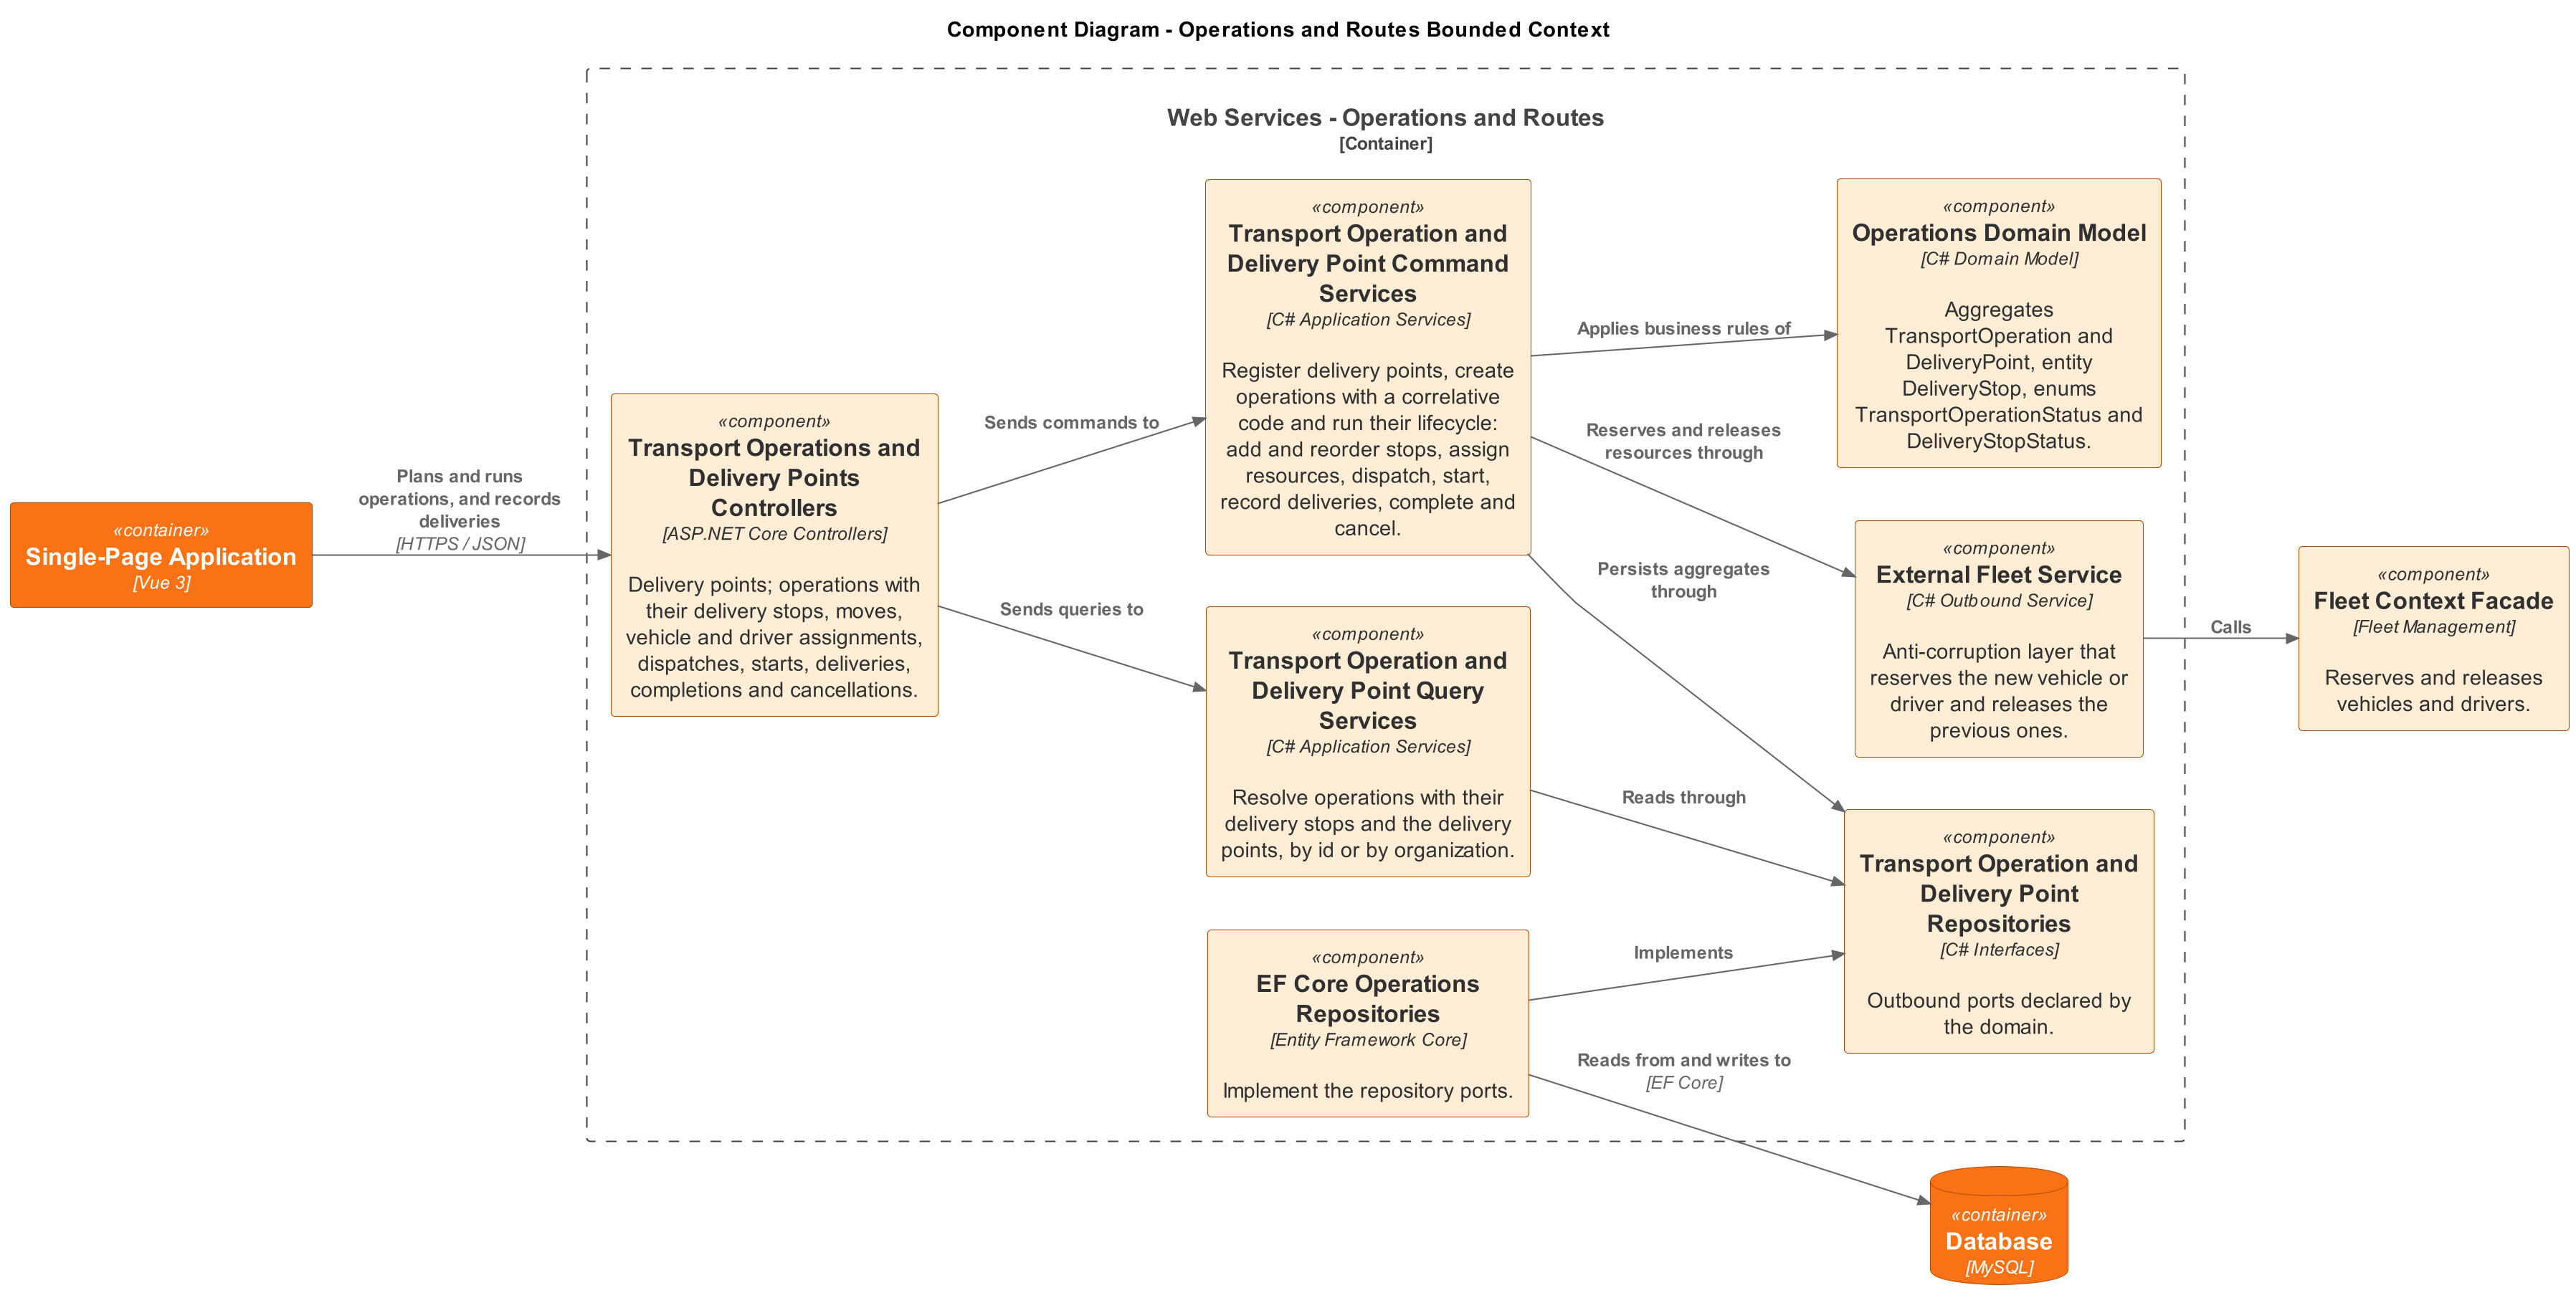 Component Diagram - Operations and Routes Bounded Context
Web Services - Operations and Routes
[Container]
«container»
Single-Page Application
[Vue 3]
Plans and runs
operations, and records
deliveries
[HTTPS / JSON]
«component»
Transport Operations and
Delivery Points
Controllers
[ASP.NET Core Controllers]
Delivery points; operations with
their delivery stops, moves,
vehicle and driver assignments,
dispatches, starts, deliveries,
completions and cancellations.
Sends commands to
Sends queries to
«component»
Transport Operation and
Delivery Point Command
Services
[C# Application Services]
Register delivery points, create
operations with a correlative
code and run their lifecycle:
add and reorder stops, assign
resources, dispatch, start,
record deliveries, complete and
cancel.
«component»
Transport Operation and
Delivery Point Query
Services
[C# Application Services]
Resolve operations with their
delivery stops and the delivery
points, by id or by organization.
«component»
EF Core Operations
Repositories
[Entity Framework Core]
Implement the repository ports.
Applies business rules of
Reserves and releases
resources through
Persists aggregates
through
Reads through
Implements
Reads from and writes to
[EF Core]
«component»
Operations Domain Model
[C# Domain Model]
Aggregates
TransportOperation and
DeliveryPoint, entity
DeliveryStop, enums
TransportOperationStatus and
DeliveryStopStatus.
«component»
External Fleet Service
[C# Outbound Service]
Anti-corruption layer that
reserves the new vehicle or
driver and releases the
previous ones.
«component»
Transport Operation and
Delivery Point
Repositories
[C# Interfaces]
Outbound ports declared by
the domain.
«container»
Database
[MySQL]
Calls
«component»
Fleet Context Facade
[Fleet Management]
Reserves and releases
vehicles and drivers.